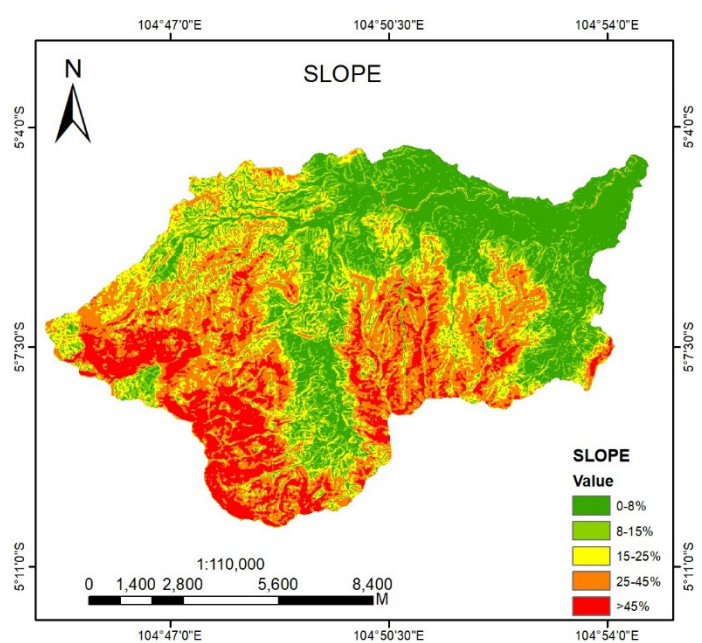 104°47'0"E 104°50'30"E 104°54'0"E
SLOPE
N
5°4'0"S 5°4'0"S
5°7'30"S 5°7'30"S
5°11'0"S 5°11'0"S
SLOPE
Value
0-8%
8-15%
15-25%
25-45%
>45%
1:110,000
0 1,400 2,800 5,600 8,400
M
104°47'0"E 104°50'30"E 104°54'0"E